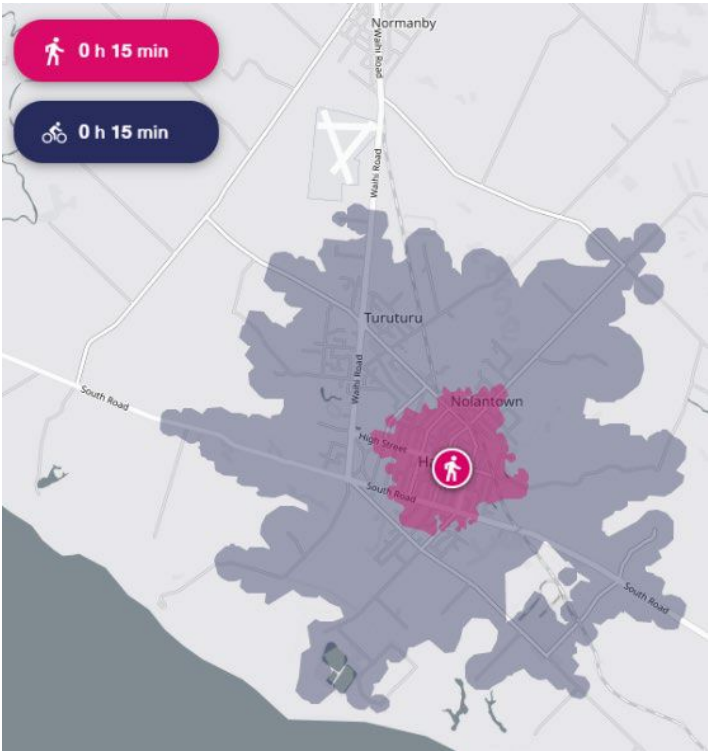 Normanby
0 h 15 min
Waihi Road
0 h 15 min
Waihi Road
Turuturu
Waihi Road
South Road
Nolantown
High Street
South Road
South Road